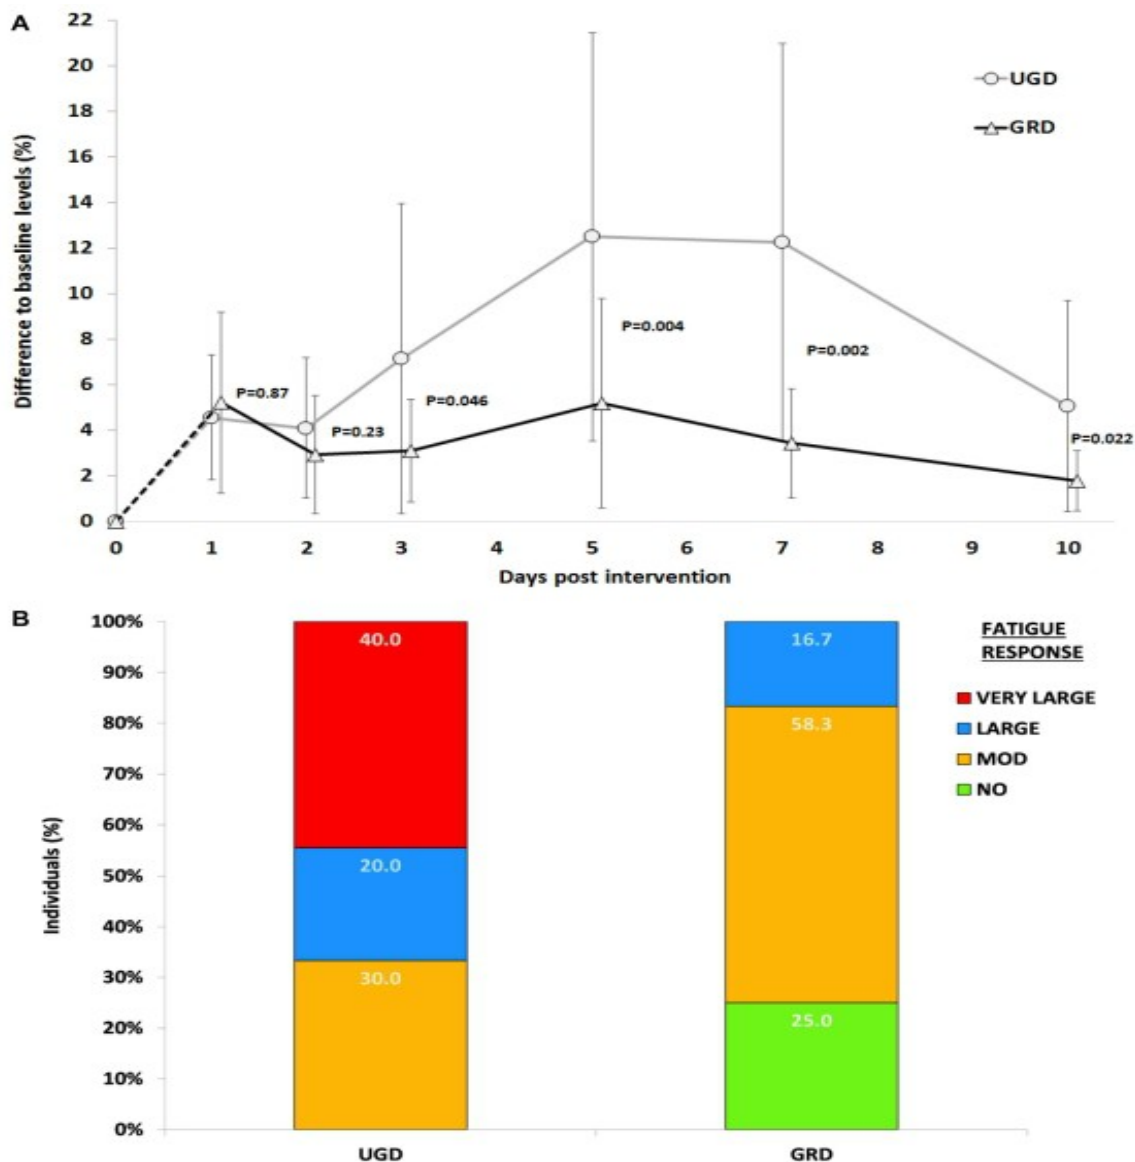 A
22
20
18
16
14
12
10
8
6
4
2
0
Difference to baseline levels (%)
UGD
GRD
P=0.87
P=0.23
P=0.046
P=0.004
P=0.002
P=0.022
0 1 2 3 4 5 6 7 8 9 10
Days post intervention
B
100%
90%
80%
70%
60%
50%
40%
30%
20%
10%
0%
Individuals (%)
40.0
20.0
30.0
16.7
58.3
25.0
UGD GRD
FATIGUE
RESPONSE
VERY LARGE
LARGE
MOD
NO